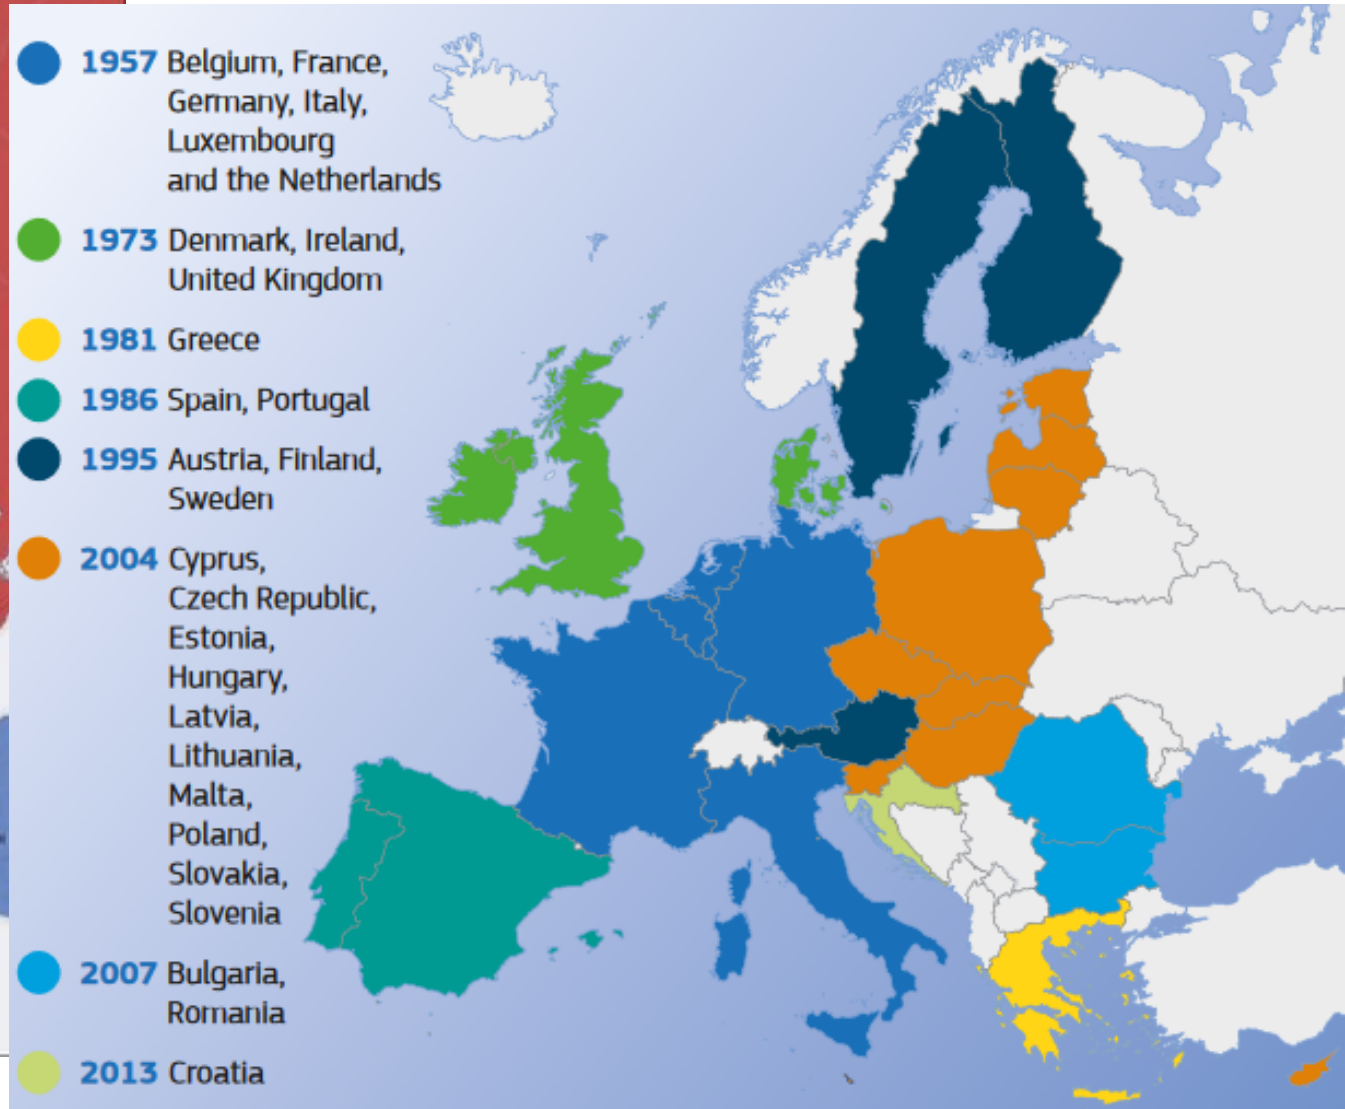 1957 Belgium, France,
Germany, Italy,
Luxembourg
and the Netherlands
1973 Denmark, Ireland,
United Kingdom
1981 Greece
1986 Spain, Portugal
1995 Austria, Finland,
Sweden
2004 Cyprus,
Czech Republic,
Estonia,
Hungary,
Latvia,
Lithuania,
Malta,
Poland,
Slovakia,
Slovenia
2007 Bulgaria,
Romania
2013 Croatia